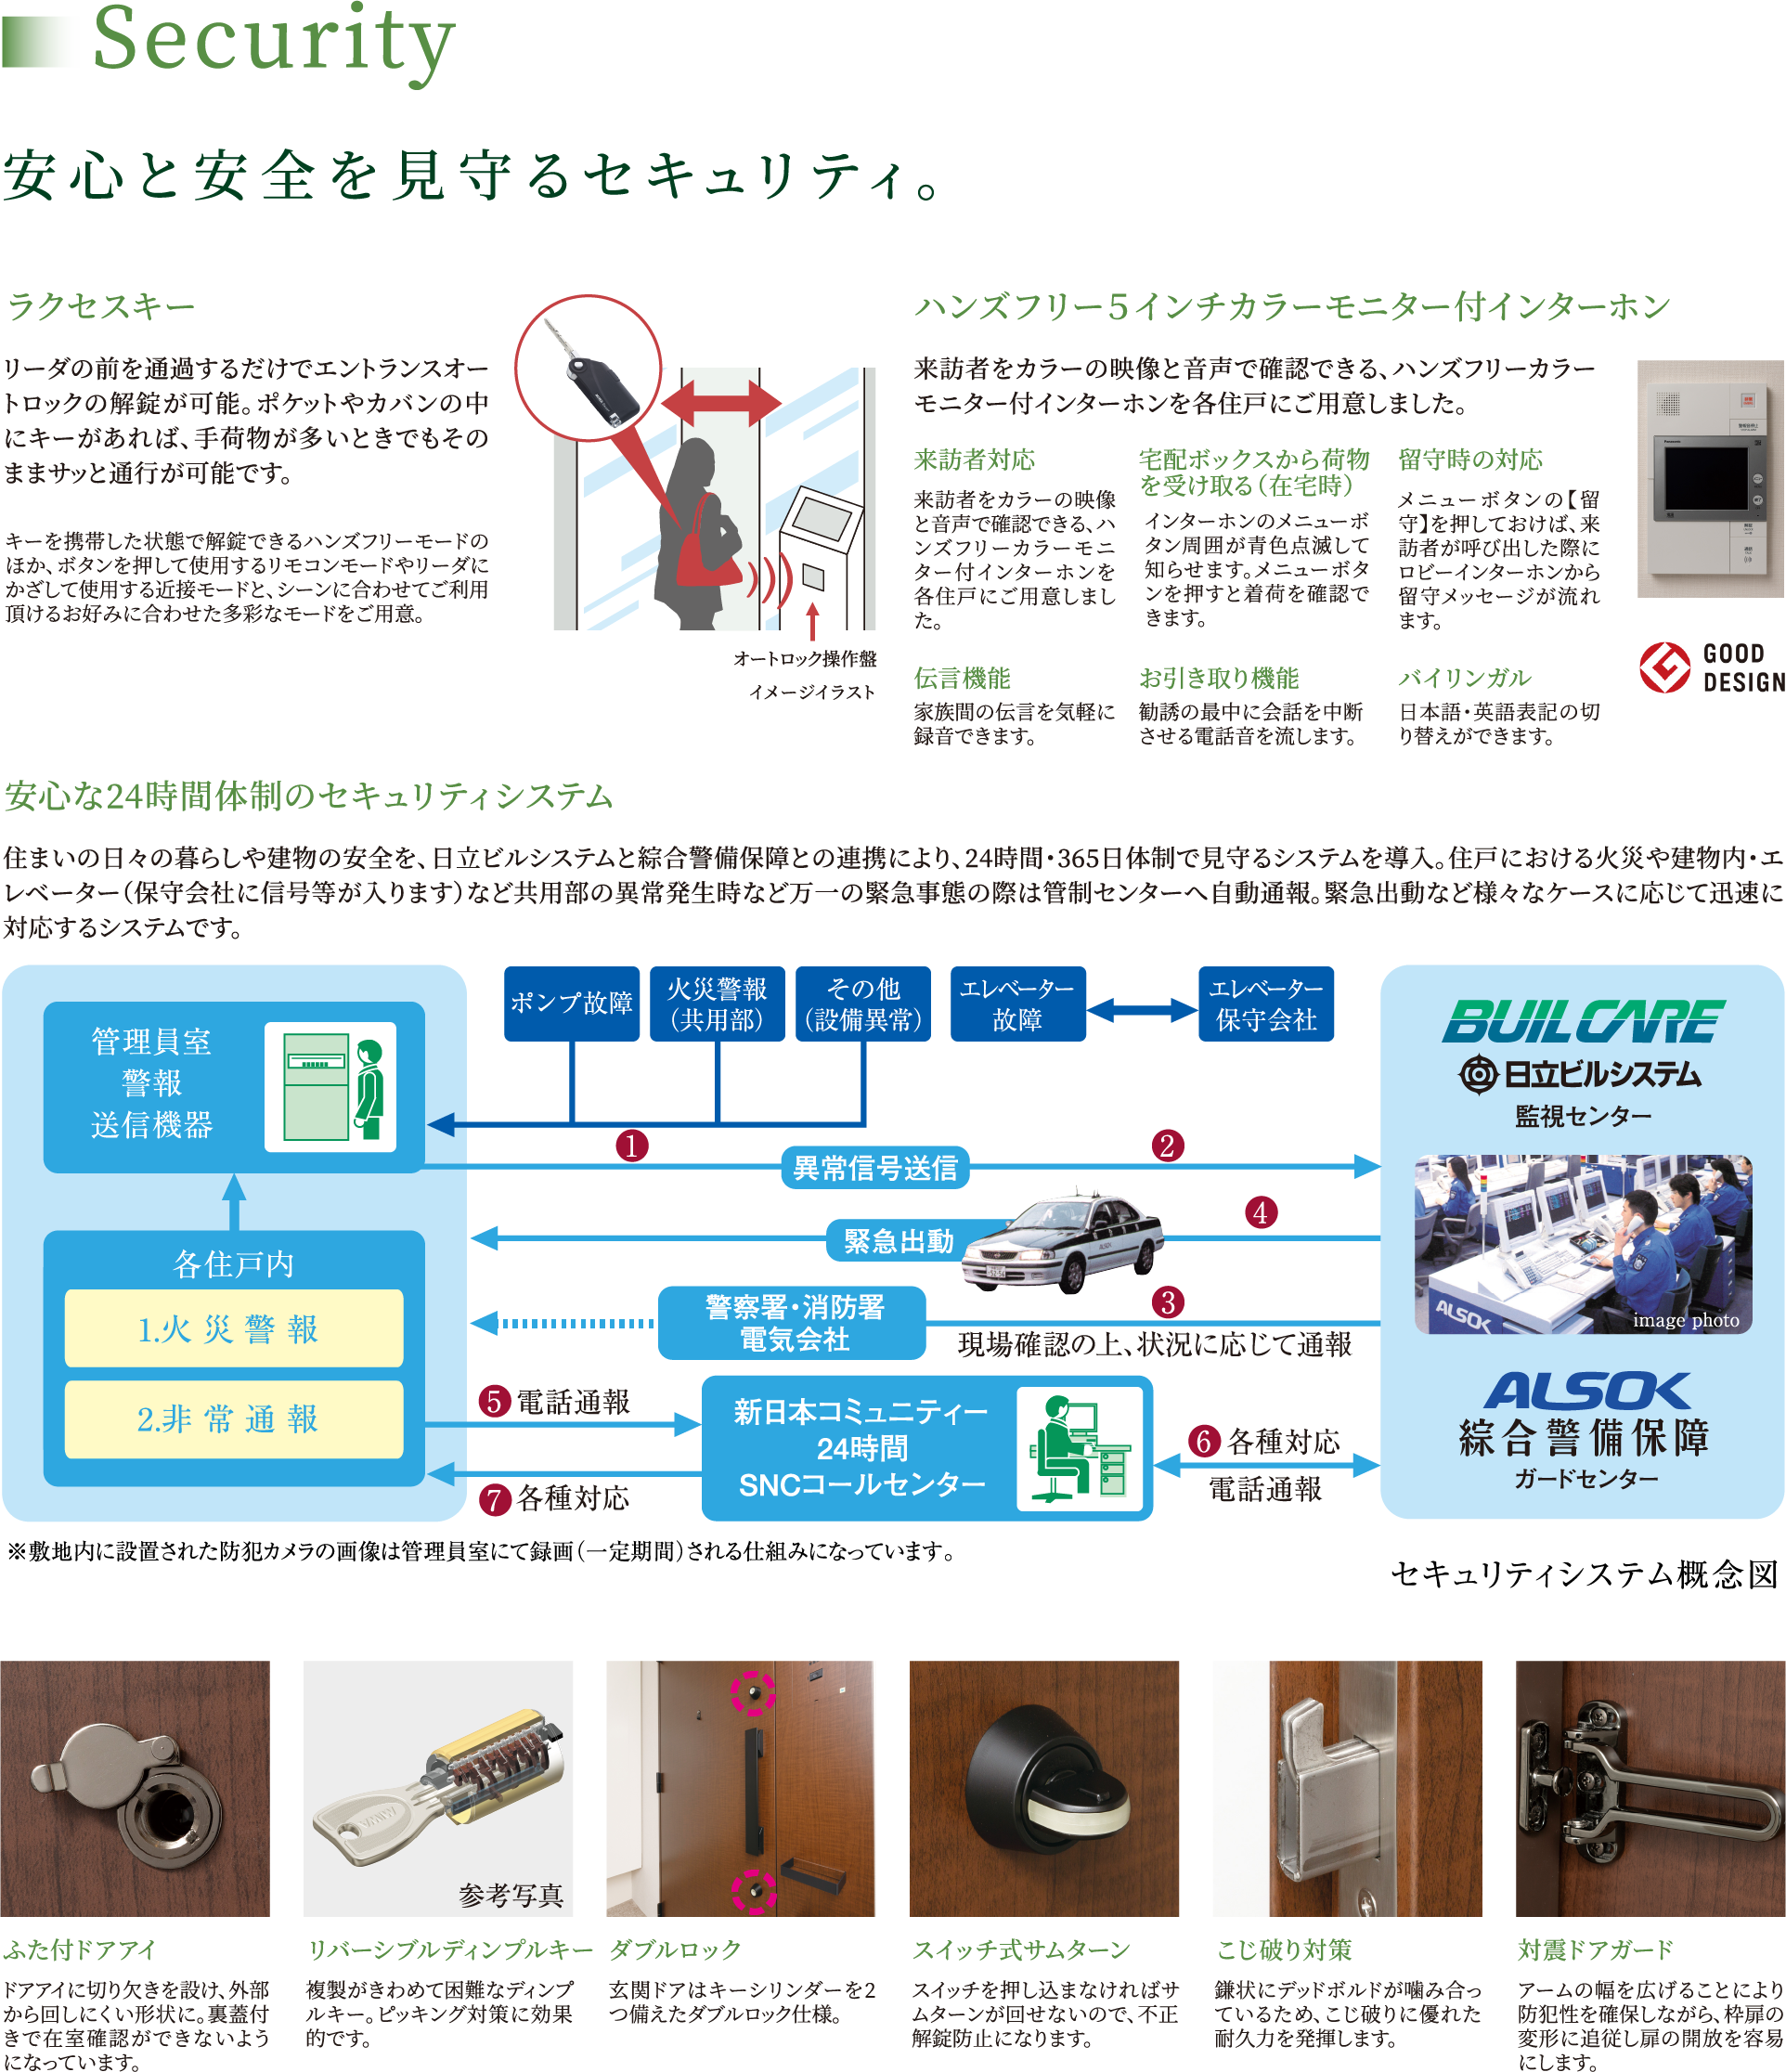 Security
安心と安全を見守るセキュリティ。
ラクセスキー
リーダの前を通過するだけでエントランスオー
トロックの解錠が可能。ポケットやカバンの中
にキーがあれば、手荷物が多いときでもその
ままサッと通行が可能です。
キーを携帯した状態で解錠できるハンズフリーモードの
ほか、ボタンを押して使用するリモコンモードやリーダに
かざして使用する近接モードと、シーンに合わせてご利用
頂けるお好みに合わせた多彩なモードをご用意。
オートロック操作盤
イメージイラスト
ハンズフリー５インチカラーモニター付インターホン
来訪者をカラーの映像と音声で確認できる、ハンズフリーカラー
モニター付インターホンを各住戸にご用意しました。
来訪者対応
来訪者をカラーの映像
と音声で確認できる、ハ
ンズフリーカラーモニ
ター付インターホンを
各住戸にご用意しまし
た。
宅配ボックスから荷物
を受け取る（在宅時）
インターホンのメニューボ
タン周囲が青色点滅して
知らせます。メニューボタ
ンを押すと着荷を確認で
きます。
留守時の対応
メニューボタンの【留
守】を押しておけば、来
訪者が呼び出した際に
ロビーインターホンから
留守メッセージが流れ
ます。
伝言機能
家族間の伝言を気軽に
録音できます。
お引き取り機能
勧誘の最中に会話を中断
させる電話音を流します。
バイリンガル
日本語・英語表記の切
り替えができます。
GOOD
DESIGN
安心な24時間体制のセキュリティシステム
住まいの日々の暮らしや建物の安全を、日立ビルシステムと綜合警備保障との連携により、24時間・365日体制で見守るシステムを導入。住戸における火災や建物内・エ
レベーター（保守会社に信号等が入ります）など共用部の異常発生時など万一の緊急事態の際は管制センターへ自動通報。緊急出動など様々なケースに応じて迅速に
対応するシステムです。
管理員室
警報
送信機器
ポンプ故障
火災警報
（共用部）
その他
（設備異常）
エレベーター
故障
エレベーター
保守会社
1
異常信号送信
2
緊急出動
4
警察署・消防署
電気会社
3
現場確認の上、状況に応じて通報
各住戸内
1.火災警報
2.非常通報
5 電話通報
7 各種対応
新日本コミュニティー
24時間
SNCコールセンター
6 各種対応
電話通報
BUILCARE
日立ビルシステム
監視センター
ALSOK
image photo
ALSOK
綜合警備保障
ガードセンター
※敷地内に設置された防犯カメラの画像は管理員室にて録画（一定期間）される仕組みになっています。
セキュリティシステム概念図
参考写真
ふた付ドアアイ
ドアアイに切り欠きを設け、外部
から回しにくい形状に。裏蓋付
きで在室確認ができないよう
になっています。
リバーシブルディンプルキー
複製がきわめて困難なディンプ
ルキー。ピッキング対策に効果
的です。
ダブルロック
玄関ドアはキーシリンダーを2
つ備えたダブルロック仕様。
スイッチ式サムターン
スイッチを押し込まなければサ
ムターンが回せないので、不正
解錠防止になります。
こじ破り対策
鎌状にデッドボルドが噛み合っ
ているため、こじ破りに優れた
耐久力を発揮します。
対震ドアガード
アームの幅を広げることにより
防犯性を確保しながら、枠扉の
変形に追従し扉の開放を容易
にします。